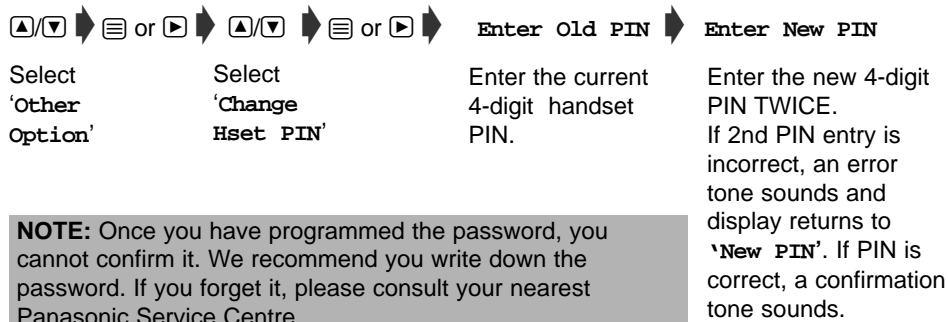 ▲/▼ or ▶ ▲/▼ or ▶ Enter Old PIN Enter New PIN
Select
‘Other
Option’
Select
‘Change
Hset PIN’
Enter the current
4-digit handset
PIN.
Enter the new 4-digit
PIN TWICE.
If 2nd PIN entry is
incorrect, an error
tone sounds and
display returns to
‘New PIN’. If PIN is
correct, a confirmation
tone sounds.
NOTE: Once you have programmed the password, you
cannot confirm it. We recommend you write down the
password. If you forget it, please consult your nearest
Panasonic Service Centre